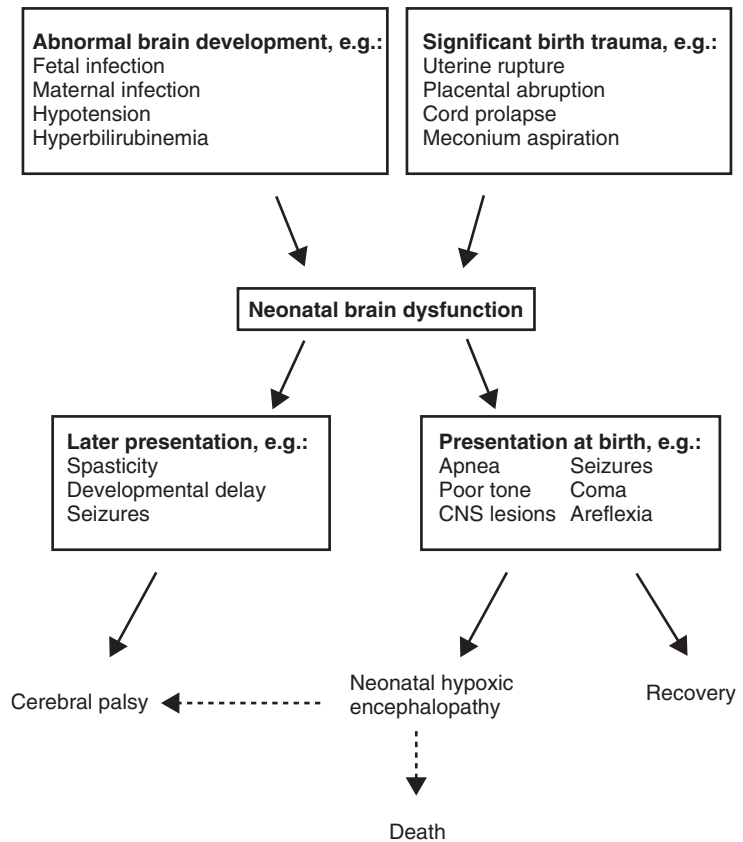 Abnormal brain development, e.g.:
Fetal infection
Maternal infection
Hypotension
Hyperbilirubinemia
Significant birth trauma, e.g.:
Uterine rupture
Placental abruption
Cord prolapse
Meconium aspiration
Neonatal brain dysfunction
Later presentation, e.g.:
Spasticity
Developmental delay
Seizures
Presentation at birth, e.g.:
Apnea Seizures
Poor tone Coma
CNS lesions Areflexia
Cerebral palsy
Neonatal hypoxic
encephalopathy
Recovery
Death